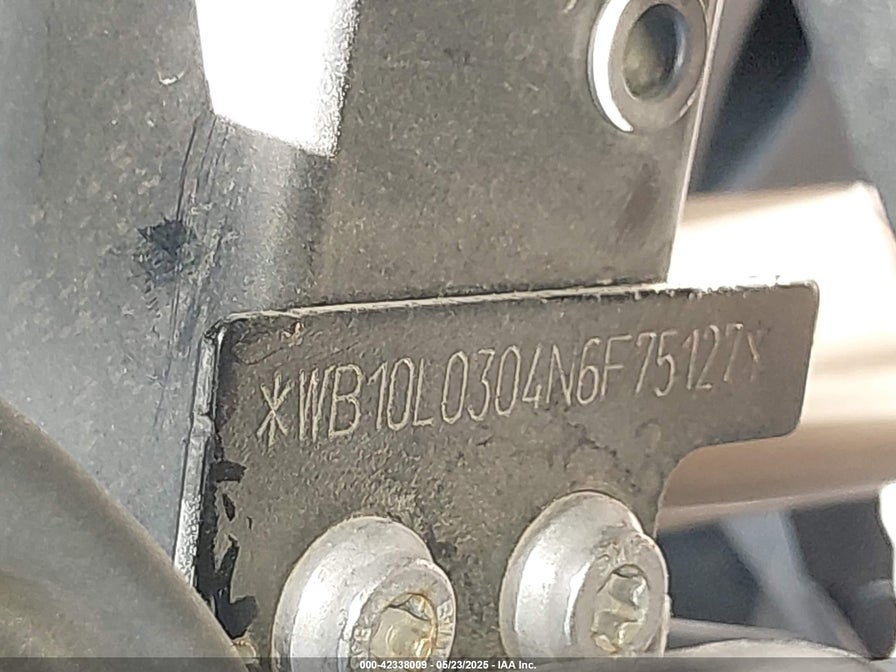 *WB10L0304N6F75127*
000-42338009 - 05/23/2025 - IAA Inc.